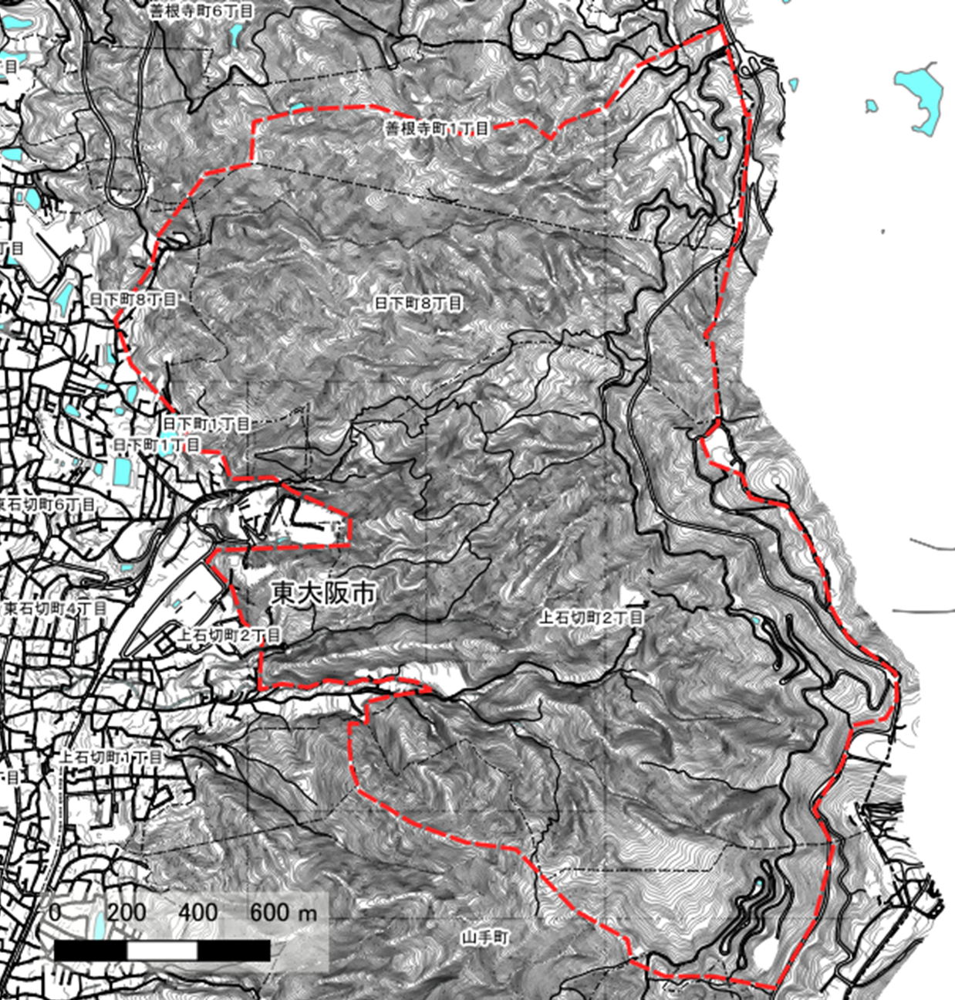 善根寺町6丁目
目
善根寺町1丁目
丁目
日下町8丁目
日下町8丁目
日下町1丁目
日下町1丁目
東石切町6丁目
東大阪市
東石切町4丁目
上石切町2丁目
上石切町2丁目
上石切町1丁目
目
0 200 400 600 m
山手町